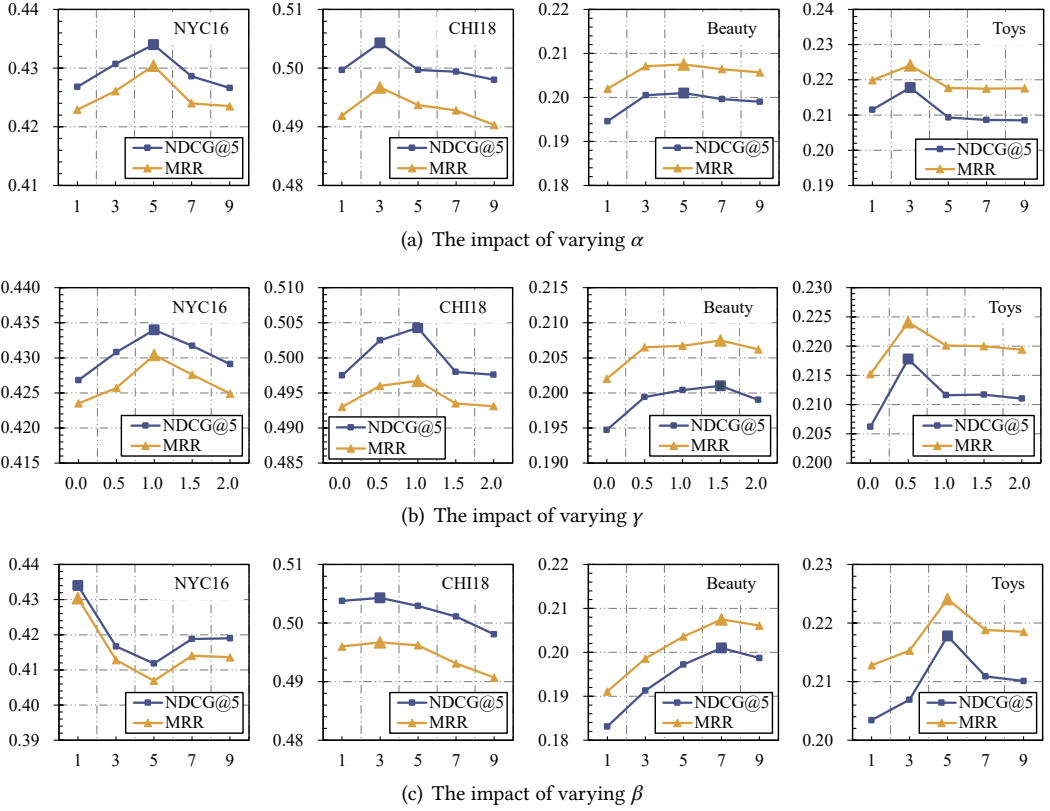 0.44 0.43 0.42 0.41 NYC16 NDCG@5 MRR 1 3 5 7 9
0.51 0.50 0.49 0.48 CHI18 NDCG@5 MRR 1 3 5 7 9
0.22 0.21 0.20 0.19 0.18 Beauty NDCG@5 MRR 1 3 5 7 9
0.24 0.23 0.22 0.21 0.20 0.19 Toys NDCG@5 MRR 1 3 5 7 9
(a) The impact of varying α
0.440 0.435 0.430 0.425 0.420 0.415 NYC16 NDCG@5 MRR 0.0 0.5 1.0 1.5 2.0
0.510 0.505 0.500 0.495 0.490 0.485 CHI18 NDCG@5 MRR 0.0 0.5 1.0 1.5 2.0
0.215 0.210 0.205 0.200 0.195 0.190 Beauty NDCG@5 MRR 0.0 0.5 1.0 1.5 2.0
0.230 0.225 0.220 0.215 0.210 0.205 0.200 Toys NDCG@5 MRR 0.0 0.5 1.0 1.5 2.0
(b) The impact of varying γ
0.44 0.43 0.42 0.41 0.40 0.39 NYC16 NDCG@5 MRR 1 3 5 7 9
0.51 0.50 0.49 0.48 CHI18 NDCG@5 MRR 1 3 5 7 9
0.22 0.21 0.20 0.19 0.18 Beauty NDCG@5 MRR 1 3 5 7 9
0.23 0.22 0.21 0.20 Toys NDCG@5 MRR 1 3 5 7 9
(c) The impact of varying β